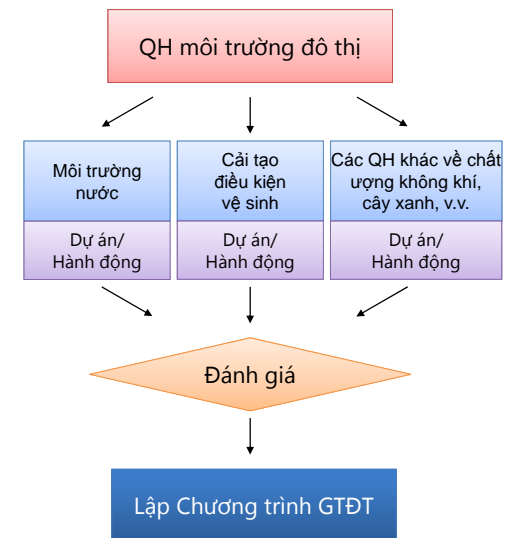 QH môi trường đô thị
Môi trường
nước
Cải tạo
điều kiện
vệ sinh
Các QH khác về chất
ượng không khí,
cây xanh, v.v.
Dự án/
Hành động
Dự án/
Hành động
Dự án/
Hành động
Đánh giá
Lập Chương trình GTĐT